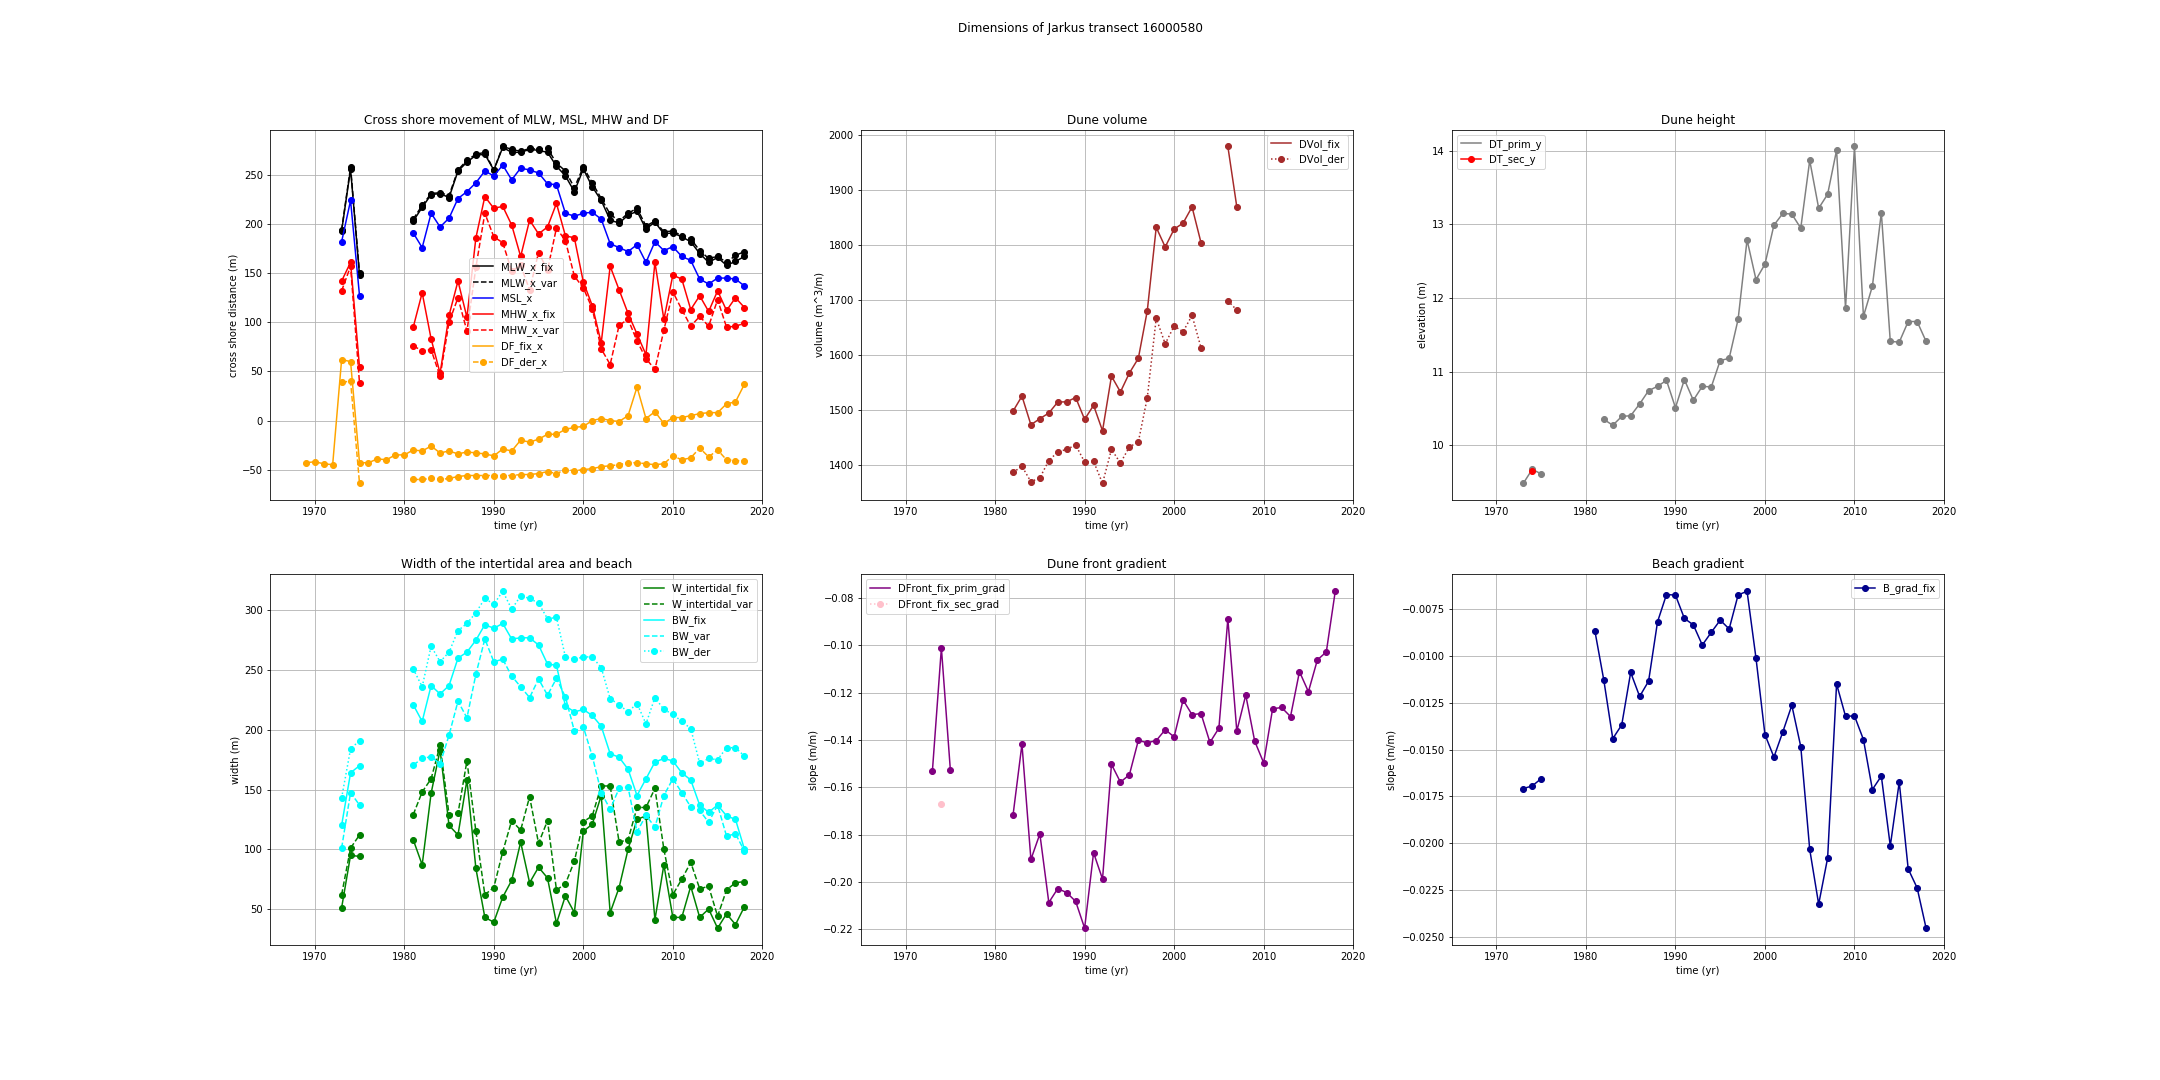 Dimensions of Jarkus transect 16000580
Cross shore movement of MLW, MSL, MHW and DF
cross shore distance (m)
250
200
150
100
50
0
−50
MLW_x_fix
MLW_x_var
MSL_x
MHW_x_fix
MHW_x_var
DF_fix_x
DF_der_x
1970 1980 1990 2000 2010 2020
time (yr)
Dune volume
volume (m^3/m)
2000
1900
1800
1700
1600
1500
1400
DVol_fix
DVol_der
1970 1980 1990 2000 2010 2020
time (yr)
Dune height
elevation (m)
14
13
12
11
10
DT_prim_y
DT_sec_y
1970 1980 1990 2000 2010 2020
time (yr)
Width of the intertidal area and beach
width (m)
300
250
200
150
100
50
W_intertidal_fix
W_intertidal_var
BW_fix
BW_var
BW_der
1970 1980 1990 2000 2010 2020
time (yr)
Dune front gradient
slope (m/m)
−0.08
−0.10
−0.12
−0.14
−0.16
−0.18
−0.20
−0.22
DFront_fix_prim_grad
DFront_fix_sec_grad
1970 1980 1990 2000 2010 2020
time (yr)
Beach gradient
slope (m/m)
−0.0075
−0.0100
−0.0125
−0.0150
−0.0175
−0.0200
−0.0225
−0.0250
B_grad_fix
1970 1980 1990 2000 2010 2020
time (yr)